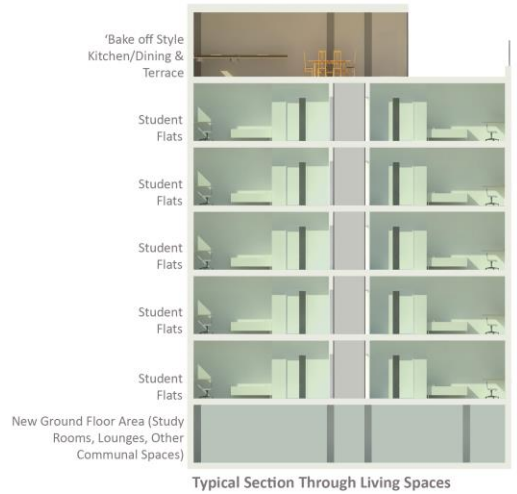 'Bake off Style
Kitchen/Dining &
Terrace
Student
Flats
Student
Flats
Student
Flats
Student
Flats
Student
Flats
New Ground Floor Area (Study
Rooms, Lounges, Other
Communal Spaces)
Typical Section Through Living Spaces